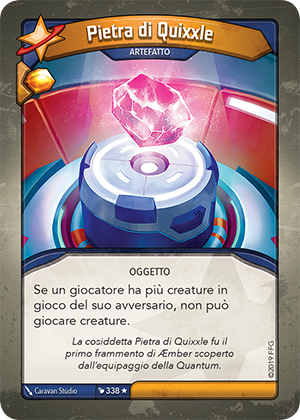 Pietra di Quixxle
ARTEFATTO
OGGETTO
Se un giocatore ha più creature in
gioco del suo avversario, non può
giocare creature.
La cosiddetta Pietra di Quixxle fu il
primo frammento di Æmber scoperto
dall'equipaggio della Quantum.
Caravan Studio
338
©2019 FFG